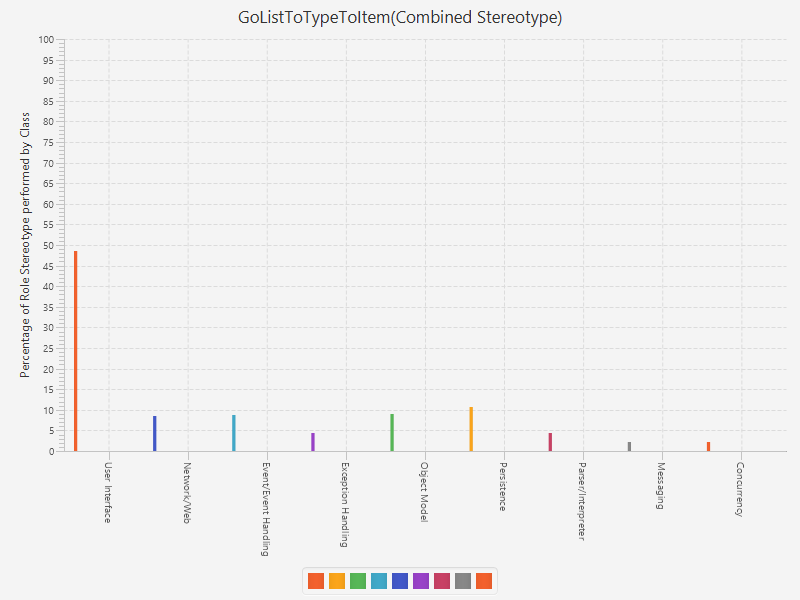 GoListToTypeToItem(Combined Stereotype)
Percentage of Role Stereotype performed by Class
100
95
90
85
80
75
70
65
60
55
50
45
40
35
30
25
20
15
10
5
0
User Interface
Network/Web
Event/Event Handling
Exception Handling
Object Model
Persistence
Parser/Interpreter
Messaging
Concurrency